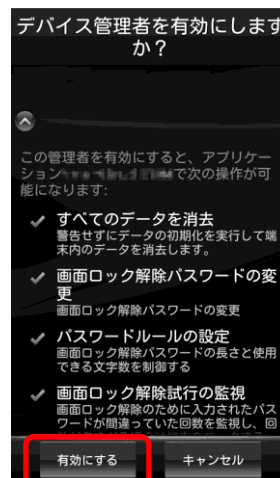 デバイス管理者を有効にします
か？
この管理者を有効にすると、アプリケー
ション で次の操作が可
能になります:
すべてのデータを消去
警告せずにデータの初期化を実行して端
末内のデータを消去します。
画面ロック解除パスワードの変
更
画面ロック解除パスワードの変更
パスワードルールの設定
画面ロック解除パスワードの長さと使用
できる文字数を制御する
画面ロック解除試行の監視
画面ロック解除のために入力されたパス
ワードが間違っていた回数を監視し、回
有効にする
キャンセル